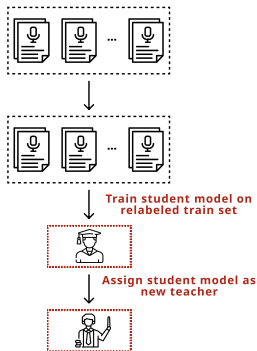 ...
...
Train student model on
relabeled train set
Assign student model as
new teacher